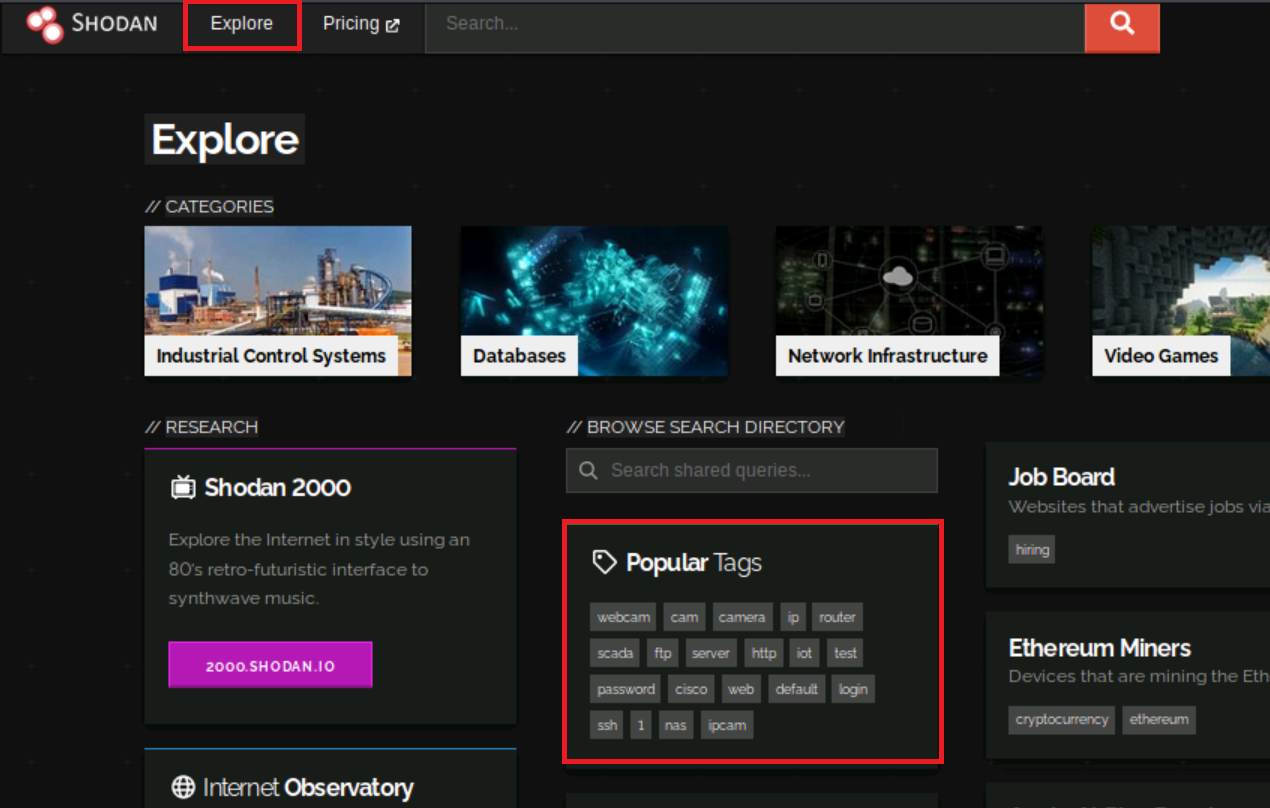 SHODAN Explore Pricing Search...
Explore
// CATEGORIES
Industrial Control Systems
Databases
Network Infrastructure
Video Games
// RESEARCH
Shodan 2000
Explore the Internet in style using an
80's retro-futuristic interface to
synthwave music.
2000.SHODAN.IO
Internet Observatory
// BROWSE SEARCH DIRECTORY
Search shared queries...
Popular Tags
webcam cam camera ip router
scada ftp server http iot test
password cisco web default login
ssh 1 nas ipcam
Job Board
Websites that advertise jobs via
hiring
Ethereum Miners
Devices that are mining the
cryptocurrency ethereum